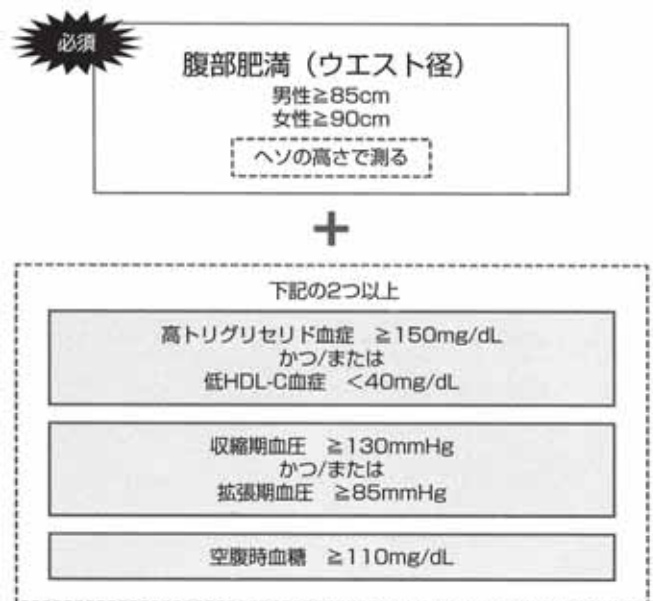 必須
腹部肥満（ウエスト径）
男性≧85cm
女性≧90cm
ヘソの高さで測る
+
下記の2つ以上
高トリグリセリド血症　≧150mg/dL
かつ/または
低HDL-C血症　<40mg/dL
収縮期血圧　≧130mmHg
かつ/または
拡張期血圧　≧85mmHg
空腹時血糖　≧110mg/dL